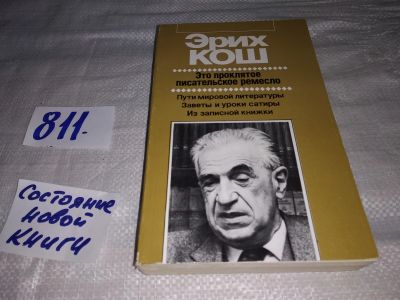 Эрих
КОШ
Это проклятое
писательское ремесло
Пути мировой литературы
Заветы и уроки сатиры
Из записной книжки
811.
Состояние
новой
книги